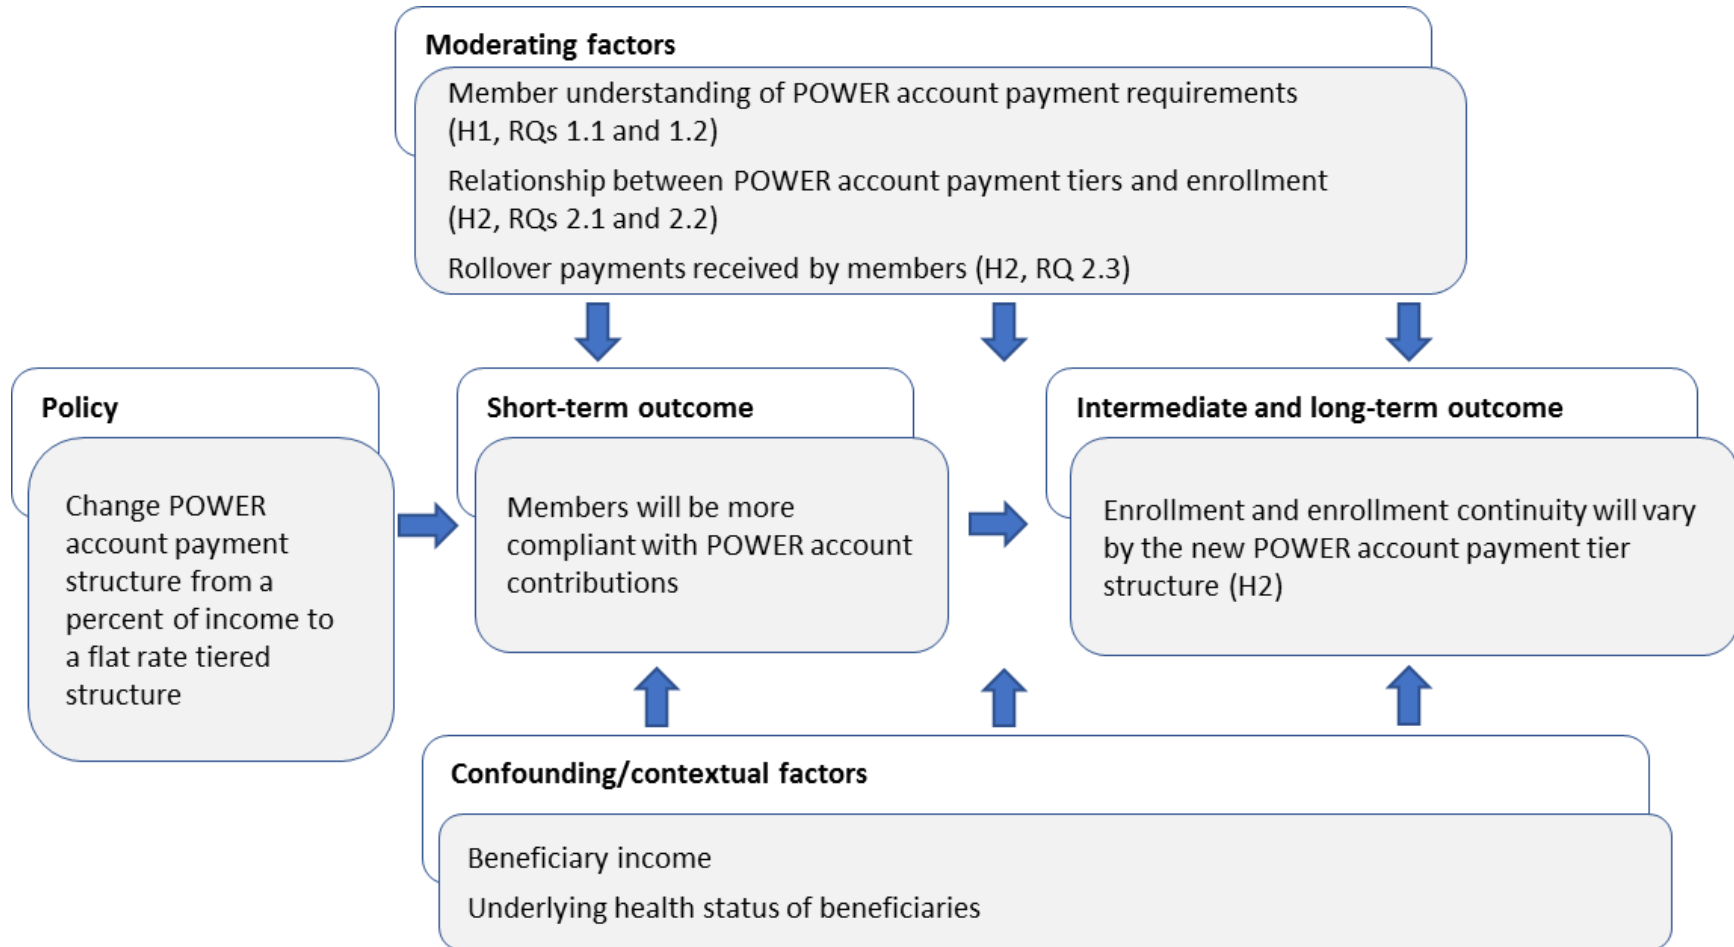 Moderating factors
Member understanding of POWER account payment requirements
(H1, RQs 1.1 and 1.2)
Relationship between POWER account payment tiers and enrollment
(H2, RQs 2.1 and 2.2)
Rollover payments received by members (H2, RQ 2.3)
Policy
Change POWER
account payment
structure from a
percent of income to
a flat rate tiered
structure
Short-term outcome
Members will be more
compliant with POWER account
contributions
Intermediate and long-term outcome
Enrollment and enrollment continuity will vary
by the new POWER account payment tier
structure (H2)
Confounding/contextual factors
Beneficiary income
Underlying health status of beneficiaries